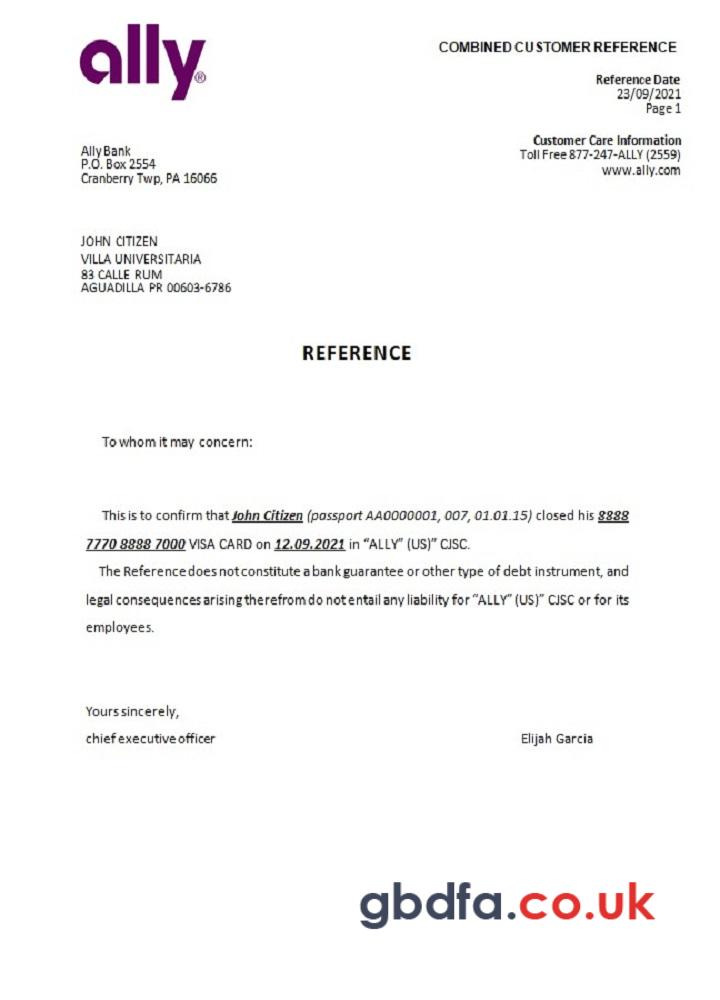 ally®
COMBINED CUSTOMER REFERENCE
Reference Date
23/09/2021
Page 1
Customer Care Information
Toll Free 877-247-ALLY (2559)
www.ally.com
Ally Bank
P.O. Box 2554
Cranberry Twp, PA 16066
JOHN CITIZEN
VILLA UNIVERSITARIA
83 CALLE RUM
AGUADILLA PR 00603-6786
REFERENCE
To whom it may concern:
This is to confirm that John Citizen (passport AA0000001, 007, 01.01.15) closed his 8888
7770 8888 7000 VISA CARD on 12.09.2021 in “ALLY” (US)” CJSC.
The Reference does not constitute a bank guarantee or other type of debt instrument, and
legal consequences arising therefrom do not entail any liability for “ALLY” (US)” CJSC or for its
employees.
Yours sincerely,
chief executive officer Elijah Garcia
gbdfa.co.uk